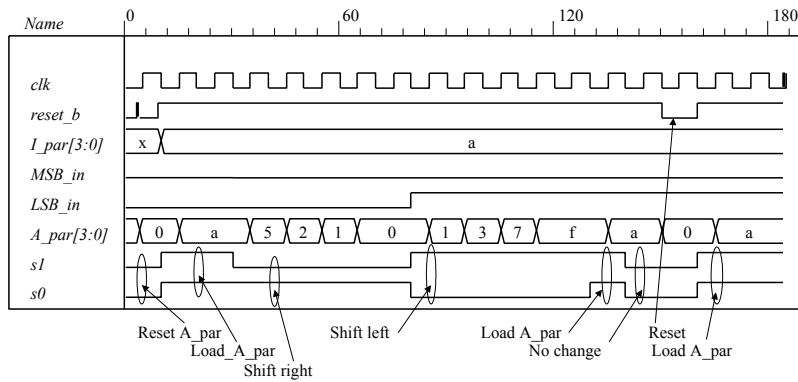 Name 0 60 120 180
clk
reset_b
I_par[3:0] x a
MSB_in
LSB_in
A_par[3:0] 0 a 5 2 1 0 1 3 7 f a 0 a
s1
s0
Reset A_par Shift left Load A_par Reset
Load_A_par No change Load A_par
Shift right